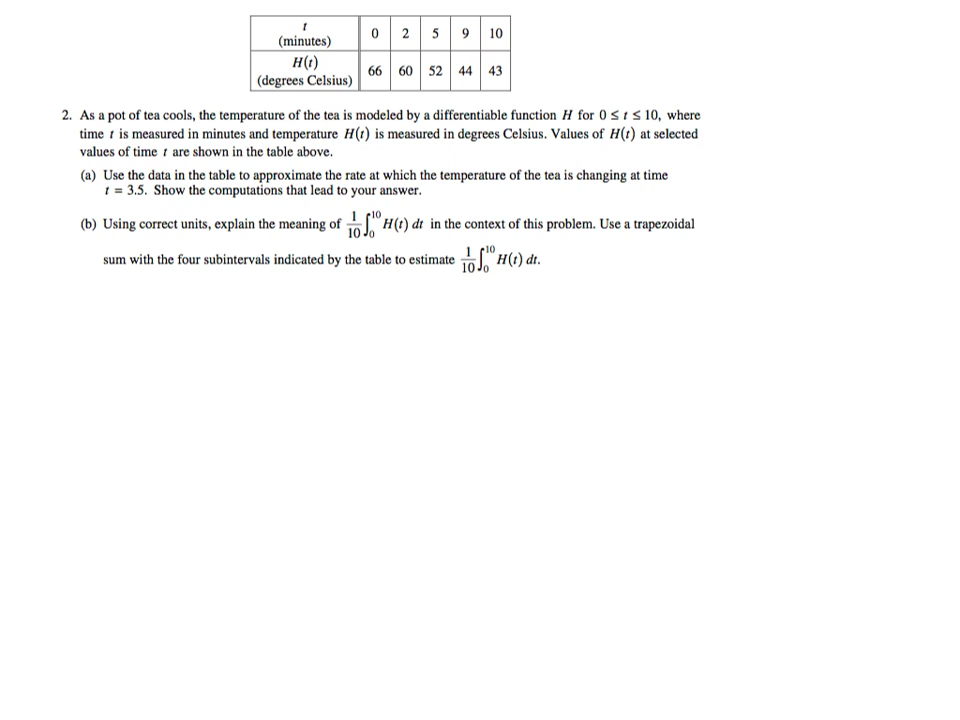 t
(minutes) 0 2 5 9 10
H(t)
(degrees Celsius) 66 60 52 44 43
2. As a pot of tea cools, the temperature of the tea is modeled by a differentiable function H for 0 ≤ t ≤ 10, where
time t is measured in minutes and temperature H(t) is measured in degrees Celsius. Values of H(t) at selected
values of time t are shown in the table above.
(a) Use the data in the table to approximate the rate at which the temperature of the tea is changing at time
t = 3.5. Show the computations that lead to your answer.
(b) Using correct units, explain the meaning of 1/10 ∫₀¹⁰ H(t) dt in the context of this problem. Use a trapezoidal
sum with the four subintervals indicated by the table to estimate 1/10 ∫₀¹⁰ H(t) dt.